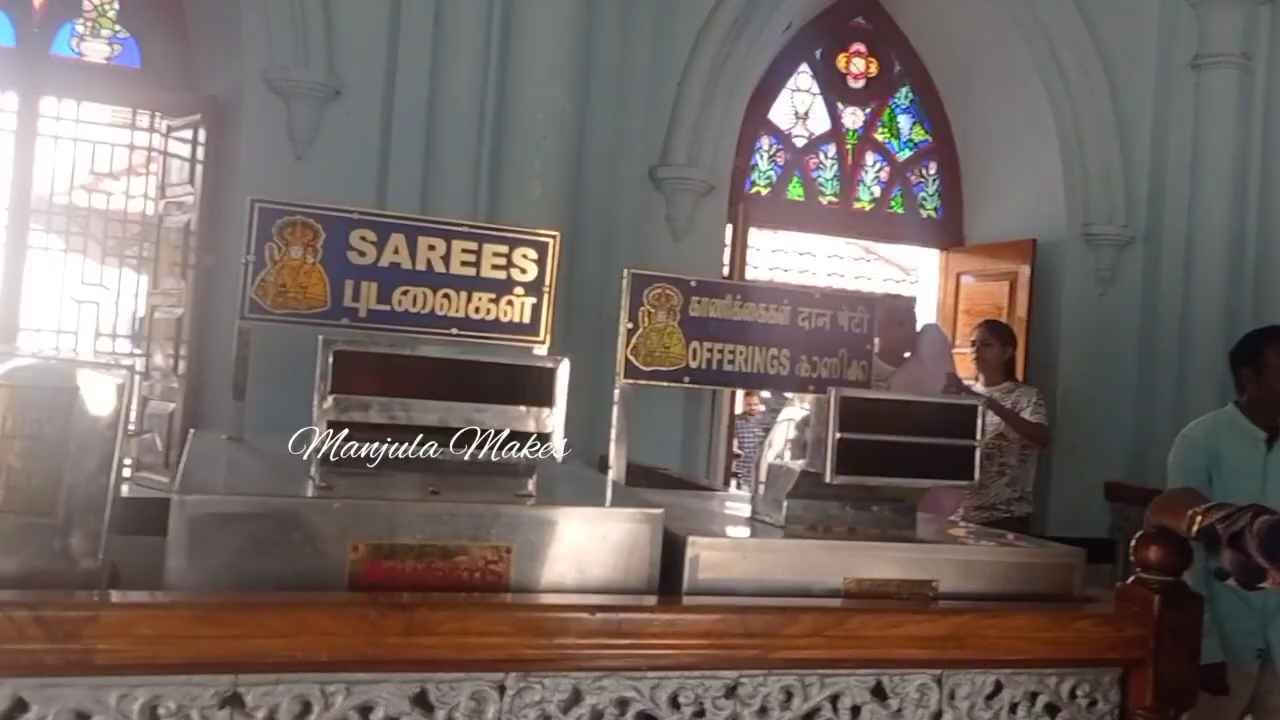 SAREES
புடவைகள்
காணிக்கைகள் दान पेटी
OFFERINGS കാണിക്ക
Manjula Makes